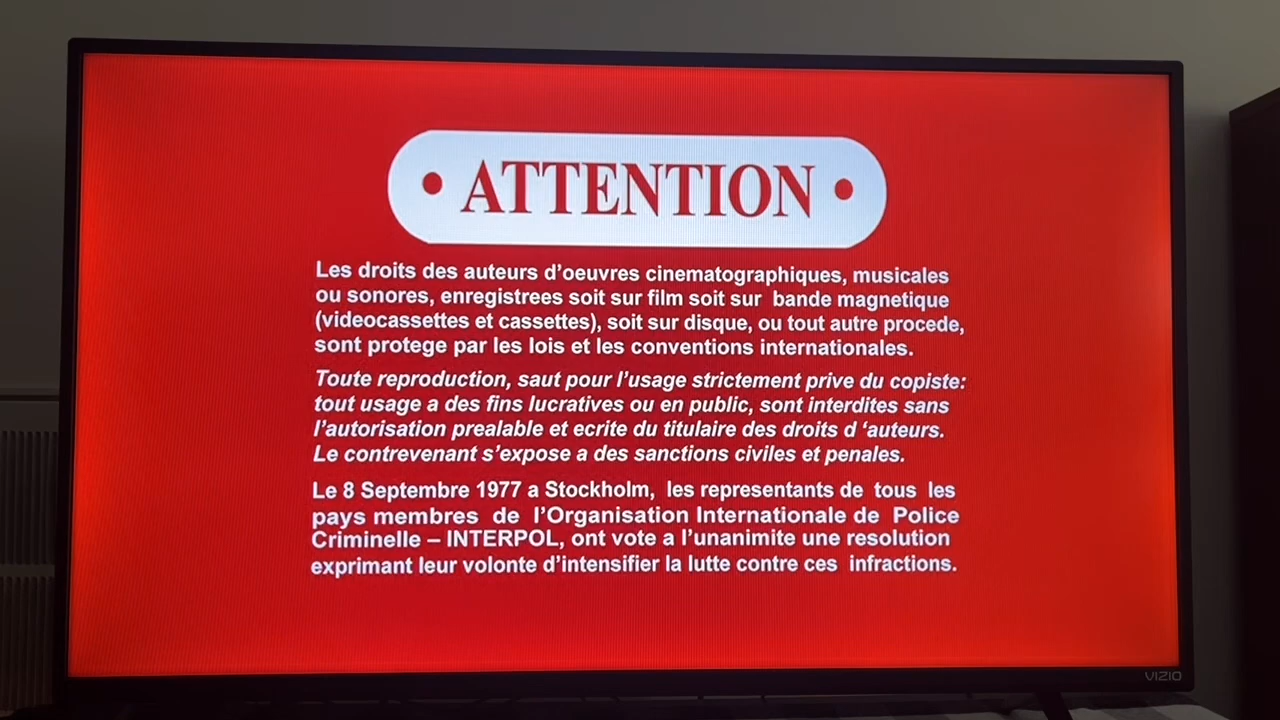 • ATTENTION •
Les droits des auteurs d’oeuvres cinematographiques, musicales
ou sonores, enregistrees soit sur film soit sur bande magnetique
(videocassettes et cassettes), soit sur disque, ou tout autre procede,
sont protege par les lois et les conventions internationales.
Toute reproduction, saut pour l’usage strictement prive du copiste:
tout usage a des fins lucratives ou en public, sont interdites sans
l’autorisation prealable et ecrite du titulaire des droits d ‘auteurs.
Le contrevenant s’expose a des sanctions civiles et penales.
Le 8 Septembre 1977 a Stockholm, les representants de tous les
pays membres de l’Organisation Internationale de Police
Criminelle – INTERPOL, ont vote a l’unanimite une resolution
exprimant leur volonte d’intensifier la lutte contre ces infractions.
VIZIO